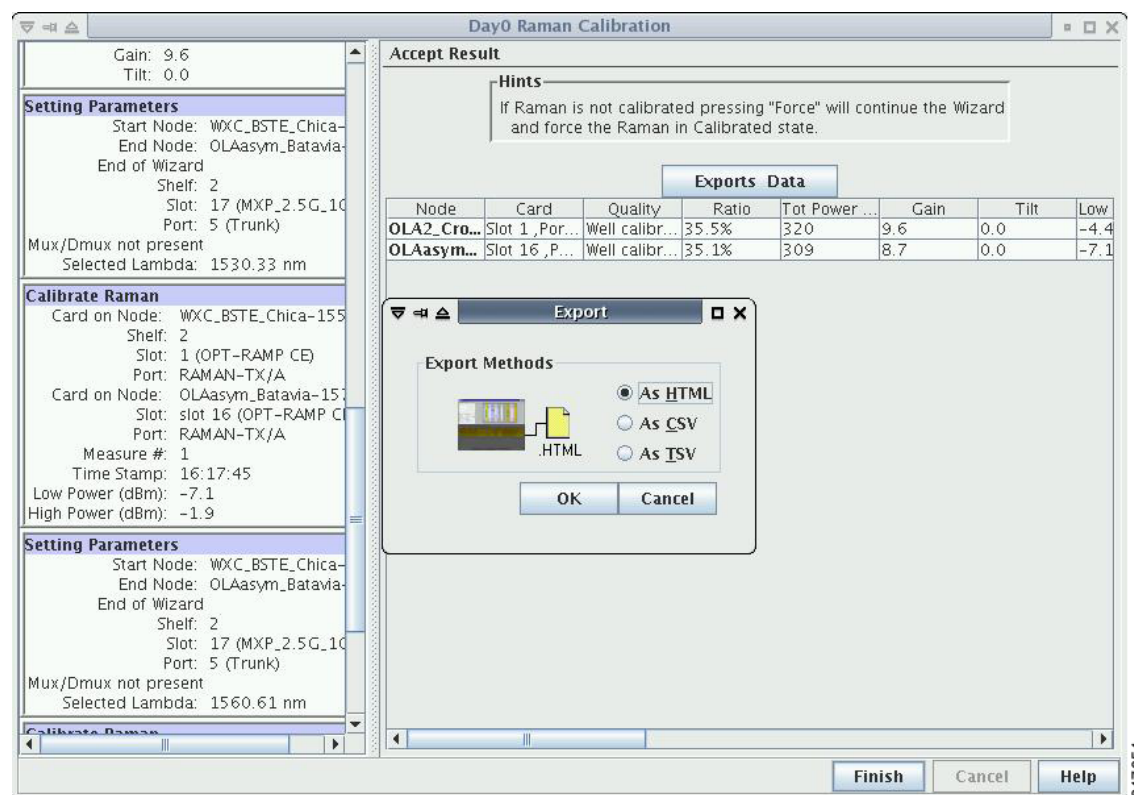 Day0 Raman Calibration
Gain: 9.6
Tilt: 0.0
Setting Parameters
Start Node: WXC_BSTE_Chica-
End Node: OLAasym_Batavia-
End of Wizard
Shelf: 2
Slot: 17 (MXP_2.5G_10
Port: 5 (Trunk)
Mux/Dmux not present
Selected Lambda: 1530.33 nm
Calibrate Raman
Card on Node: WXC_BSTE_Chica-155
Shelf: 2
Slot: 1 (OPT-RAMP CE)
Port: RAMAN-TX/A
Card on Node: OLAasym_Batavia-157
Slot: slot 16 (OPT-RAMP CE
Port: RAMAN-TX/A
Measure #: 1
Time Stamp: 16:17:45
Low Power (dBm): -7.1
High Power (dBm): -1.9
Setting Parameters
Start Node: WXC_BSTE_Chica-
End Node: OLAasym_Batavia-
End of Wizard
Shelf: 2
Slot: 17 (MXP_2.5G_10
Port: 5 (Trunk)
Mux/Dmux not present
Selected Lambda: 1560.61 nm
Calibrate Raman
Accept Result
Hints
If Raman is not calibrated pressing "Force" will continue the Wizard
and force the Raman in Calibrated state.
Exports Data
Node Card Quality Ratio Tot Power ... Gain Tilt Low
OLA2_Cro... Slot 1 ,Por... Well calibr... 35.5% 320 9.6 0.0 -4.4
OLAasym... Slot 16 ,P... Well calibr... 35.1% 309 8.7 0.0 -7.1
Export
Export Methods
.HTML
As HTML
As CSV
As TSV
OK Cancel
Finish Cancel Help